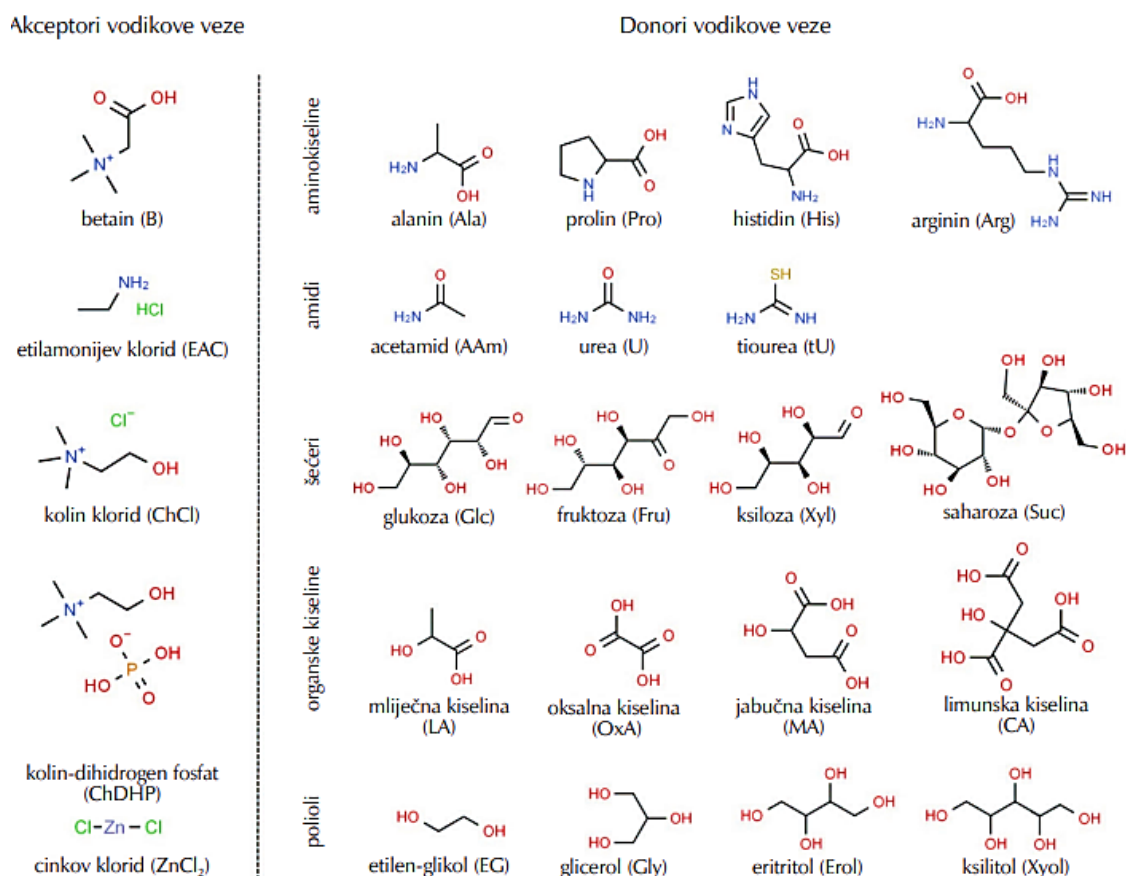 Akceptori vodikove veze
Donori vodikove veze
O OH
N+
betain (B)
aminokiseline
H₂N O OH
alanin (Ala)
OH O NH
prolin (Pro)
H N N O OH NH₂
histidin (His)
O OH H₂N H N NH H₂N
arginin (Arg)
NH₂
HCl
etilamonijev klorid (EAC)
amidi
O H₂N
acetamid (AAm)
O H₂N NH₂
urea (U)
SH H₂N NH
tiourea (tU)
Cl⁻
N+ OH
kolin klorid (ChCl)
šećeri
HO O HO OH HO OH
glukoza (Glc)
HO OH HO O HO OH
fruktoza (Fru)
HO OH O HO HO OH
ksiloza (Xyl)
OH HO OH HO O O O HO OH HO OH OH
saharoza (Suc)
N+ OH
O⁻ OH P HO O
kolin-dihidrogen fosfat
(ChDHP)
organske kiseline
HO O OH
mliječna kiselina
(LA)
OH O O OH
oksalna kiselina
(OxA)
O OH HO O OH
jabučna kiselina
(MA)
O HO HO OH O HO O
limunska kiselina
(CA)
Cl–Zn–Cl
cinkov klorid (ZnCl₂)
polioli
HO OH
etilen-glikol (EG)
HO OH HO
glicerol (Gly)
OH HO OH OH
eritritol (Erol)
OH HO OH OH OH
ksilitol (Xyol)